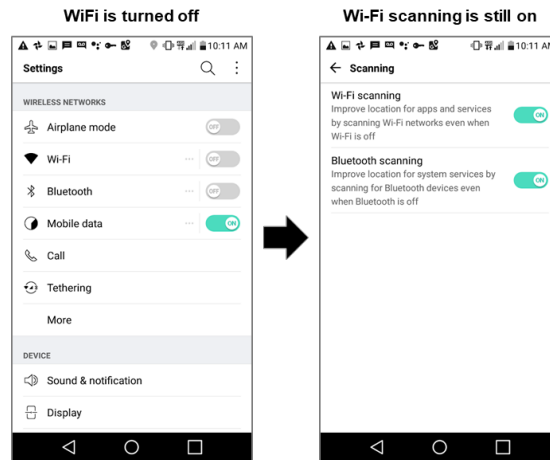 WiFi is turned off
10:11 AM
Settings
WIRELESS NETWORKS
Airplane mode
OFF
Wi-Fi
OFF
Bluetooth
OFF
Mobile data
ON
Call
Tethering
More
DEVICE
Sound & notification
Display
Wi-Fi scanning is still on
10:11 AM
Scanning
Wi-Fi scanning
Improve location for apps and services
by scanning Wi-Fi networks even when
Wi-Fi is off
ON
Bluetooth scanning
Improve location for system services by
scanning for Bluetooth devices even
when Bluetooth is off
ON